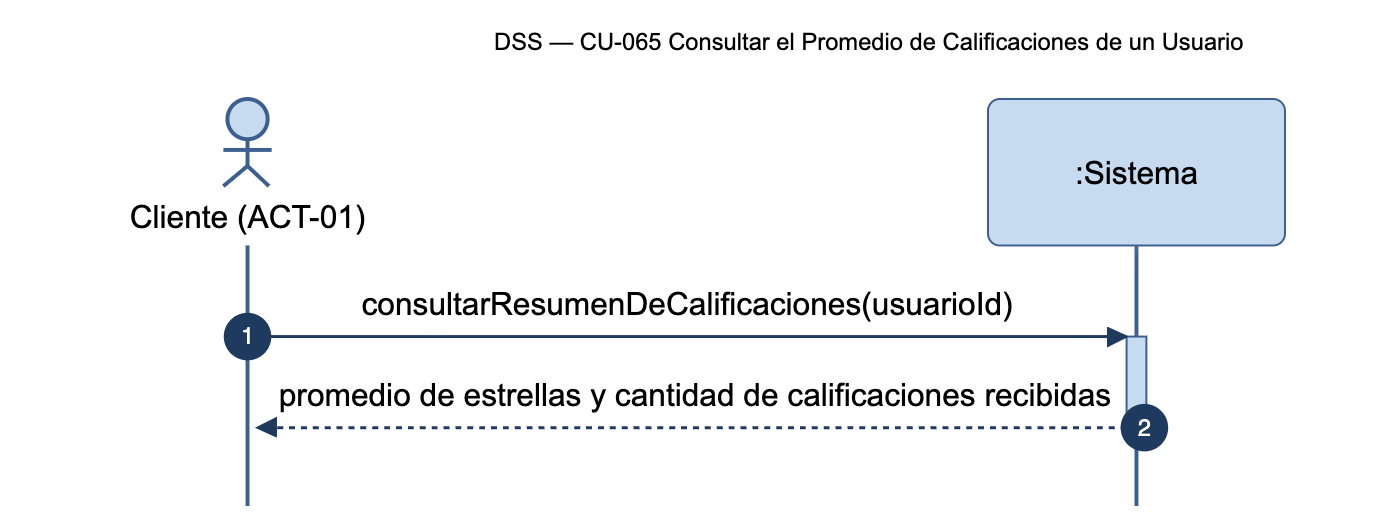 DSS — CU-065 Consultar el Promedio de Calificaciones de un Usuario
Cliente (ACT-01)
:Sistema
consultarResumenDeCalificaciones(usuarioId)
1
promedio de estrellas y cantidad de calificaciones recibidas
2